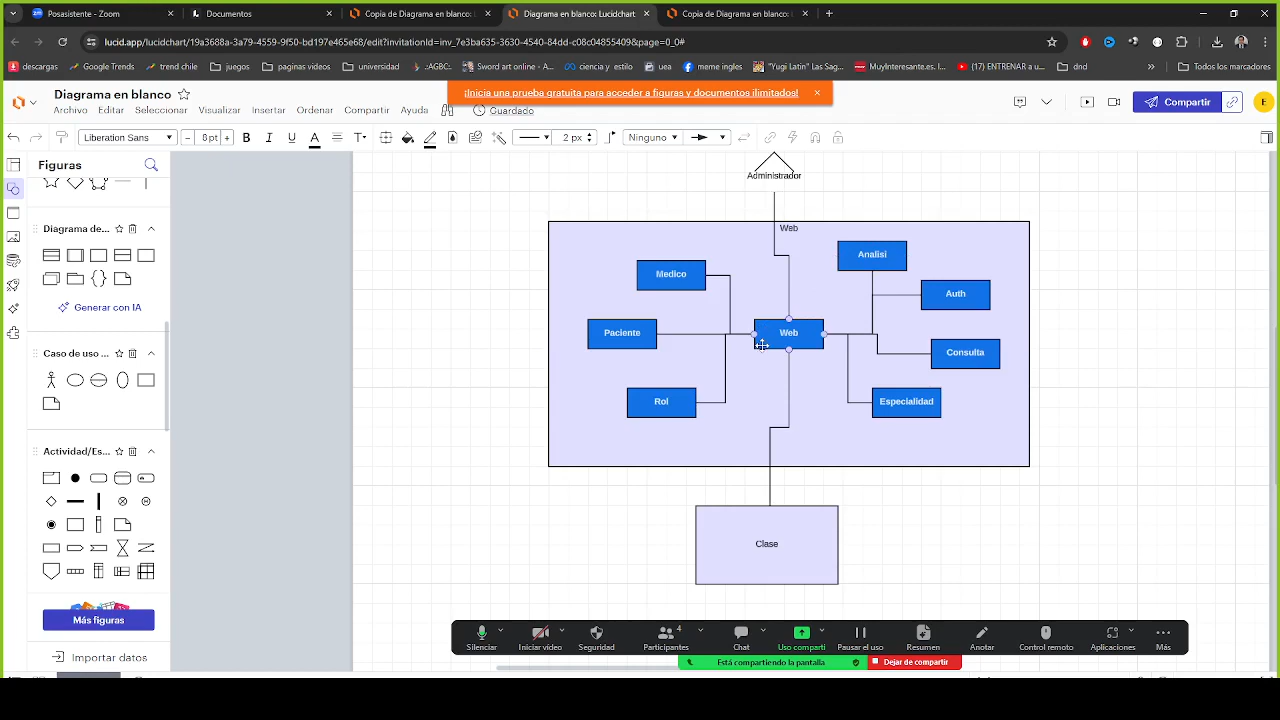 Posasistente - Zoom
Documentos
Copia de Diagrama en blanco: L
Diagrama en blanco: Lucidchart
Copia de Diagrama en blanco: L
lucid.app/lucidchart/19a3688a-3a79-4559-9f50-bd197e465e68/edit?invitationId=inv_7e3ba635-3630-4540-84dd-c08c04855409&page=0_0#
descargas
Google Trends
trend chile
juegos
paginas videos
universidad
.:AGBC:.
Sword art online - A...
ciencia y estilo
uea
meme ingles
"Yugi Latin" Las Sag...
MuyInteresante.es. I...
(17) ENTRENAR a u...
dnd
Todos los marcadores
Diagrama en blanco
¡Inicia una prueba gratuita para acceder a figuras y documentos ilimitados!
Archivo
Editar
Seleccionar
Visualizar
Insertar
Ordenar
Compartir
Ayuda
Guardado
Compartir
E
Liberation Sans
8 pt
B
I
U
A
T
2 px
Ninguno
Figuras
Diagrama de...
Generar con IA
Caso de uso ...
Actividad/Es...
Más figuras
Importar datos
Administrador
Web
Analisi
Medico
Auth
Paciente
Web
Consulta
Rol
Especialidad
Clase
Silenciar
Iniciar vídeo
Seguridad
Participantes
4
Chat
Uso comparti
Pausar el uso
Resumen
Anotar
Control remoto
Aplicaciones
Más
Está compartiendo la pantalla
Dejar de compartir